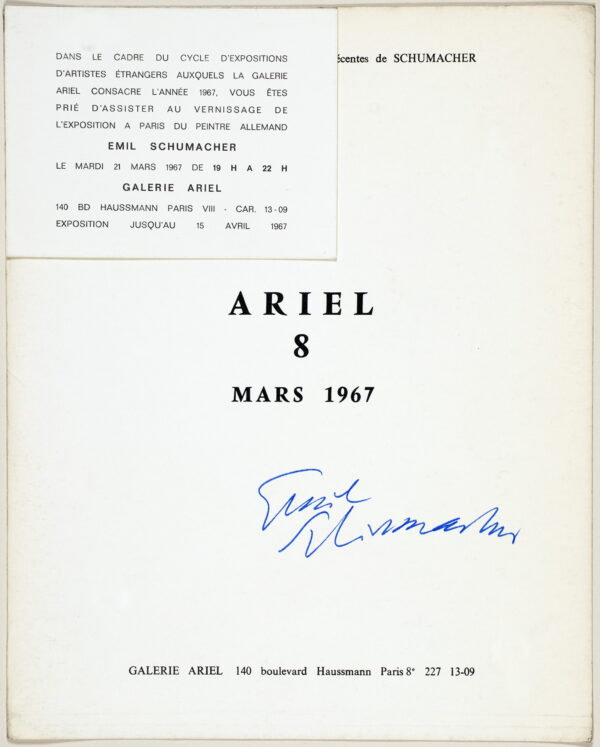 DANS LE CADRE DU CYCLE D'EXPOSITIONS
D'ARTISTES ÉTRANGERS AUXQUELS LA GALERIE
ARIEL CONSACRE L'ANNÉE 1967, VOUS ÊTES
PRIÉ D'ASSISTER AU VERNISSAGE DE
L'EXPOSITION A PARIS DU PEINTRE ALLEMAND
EMIL SCHUMACHER
LE MARDI 21 MARS 1967 DE 19 H A 22 H
GALERIE ARIEL
140 BD HAUSSMANN PARIS VIII - CAR. 13-09
EXPOSITION JUSQU'AU 15 AVRIL 1967
écentes de SCHUMACHER
ARIEL
8
MARS 1967
Emil
Schumacher
GALERIE ARIEL 140 boulevard Haussmann Paris 8e 227 13-09